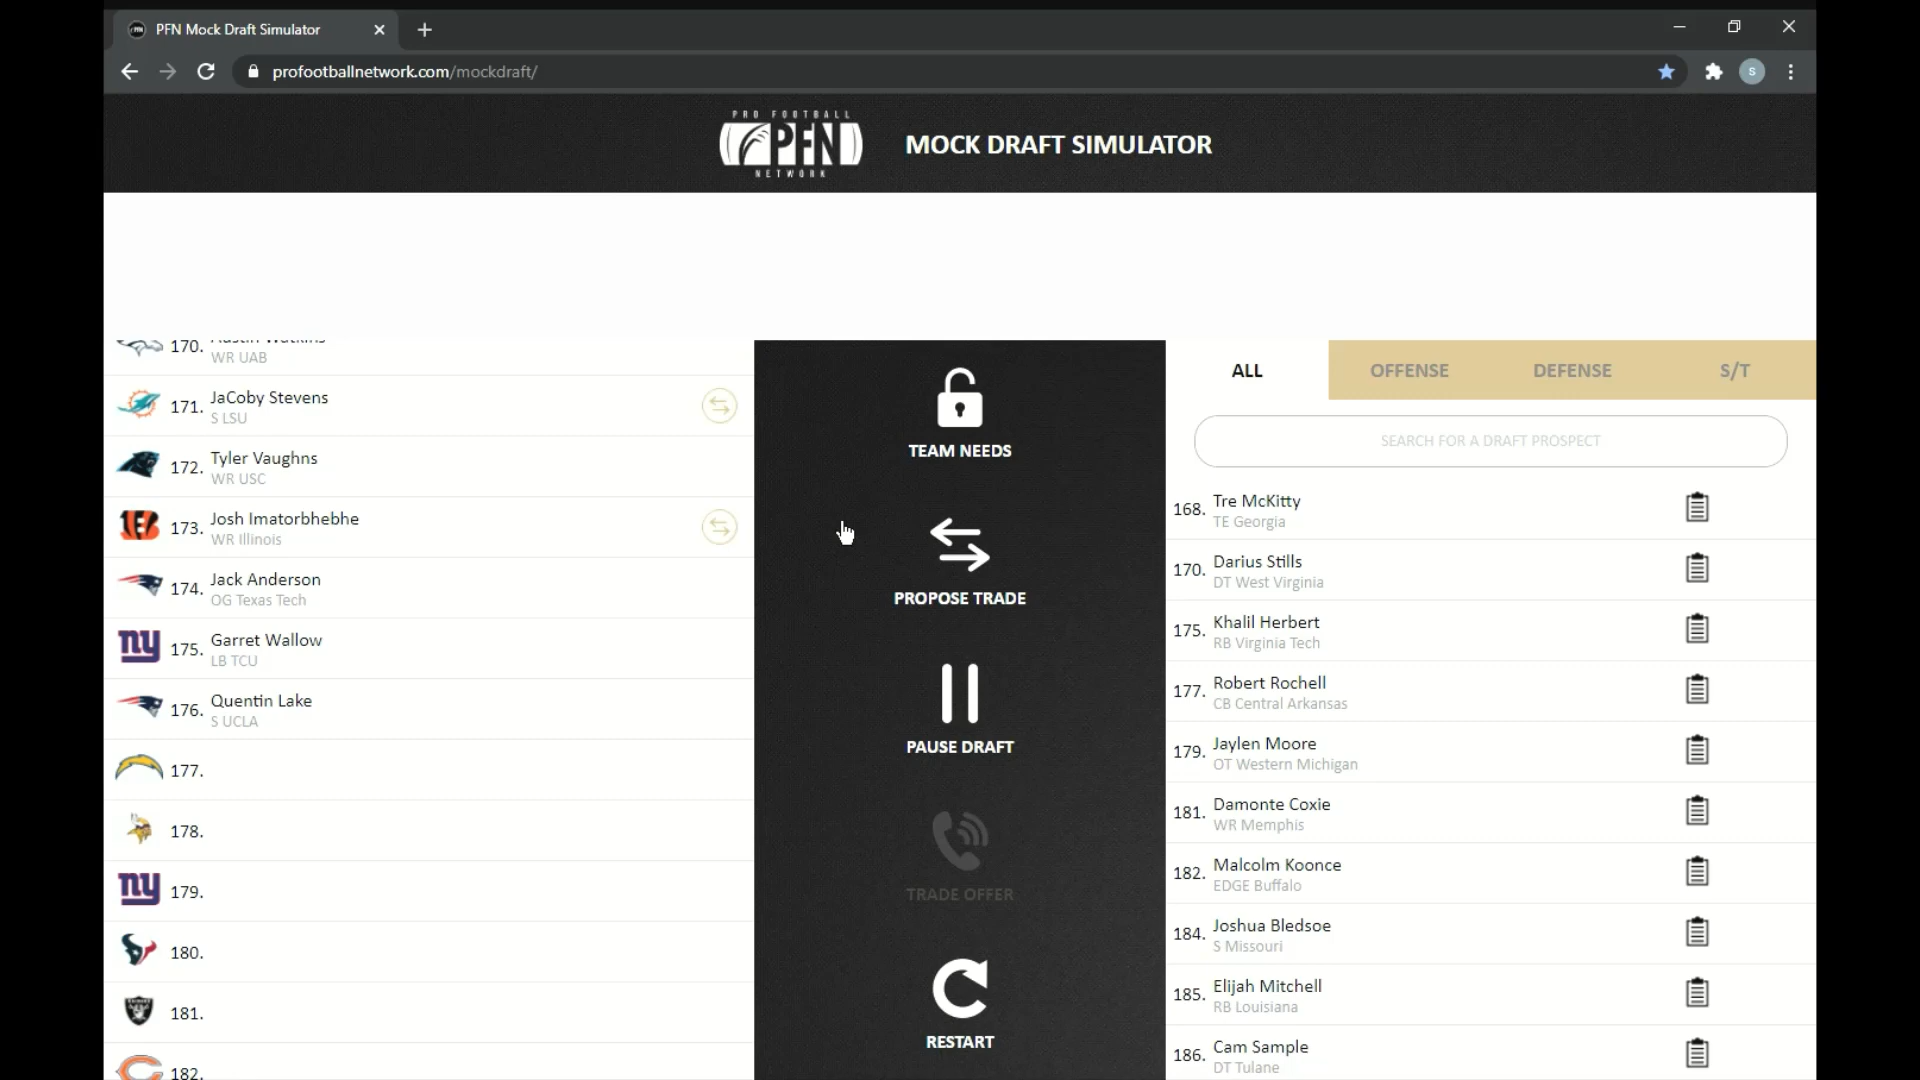 PFN Mock Draft Simulator
profootballnetwork.com/mockdraft/
S
PRO FOOTBALL
PFN
NETWORK
MOCK DRAFT SIMULATOR
170.
WR UAB
171. JaCoby Stevens
S LSU
172. Tyler Vaughns
WR USC
173. Josh Imatorbhebhe
WR Illinois
174. Jack Anderson
OG Texas Tech
ny 175. Garret Wallow
LB TCU
176. Quentin Lake
S UCLA
177.
178.
ny 179.
180.
181.
182.
TEAM NEEDS
PROPOSE TRADE
PAUSE DRAFT
TRADE OFFER
RESTART
ALL OFFENSE DEFENSE S/T
SEARCH FOR A DRAFT PROSPECT
168. Tre McKitty
TE Georgia
170. Darius Stills
DT West Virginia
175. Khalil Herbert
RB Virginia Tech
177. Robert Rochell
CB Central Arkansas
179. Jaylen Moore
OT Western Michigan
181. Damonte Coxie
WR Memphis
182. Malcolm Koonce
EDGE Buffalo
184. Joshua Bledsoe
S Missouri
185. Elijah Mitchell
RB Louisiana
186. Cam Sample
DT Tulane